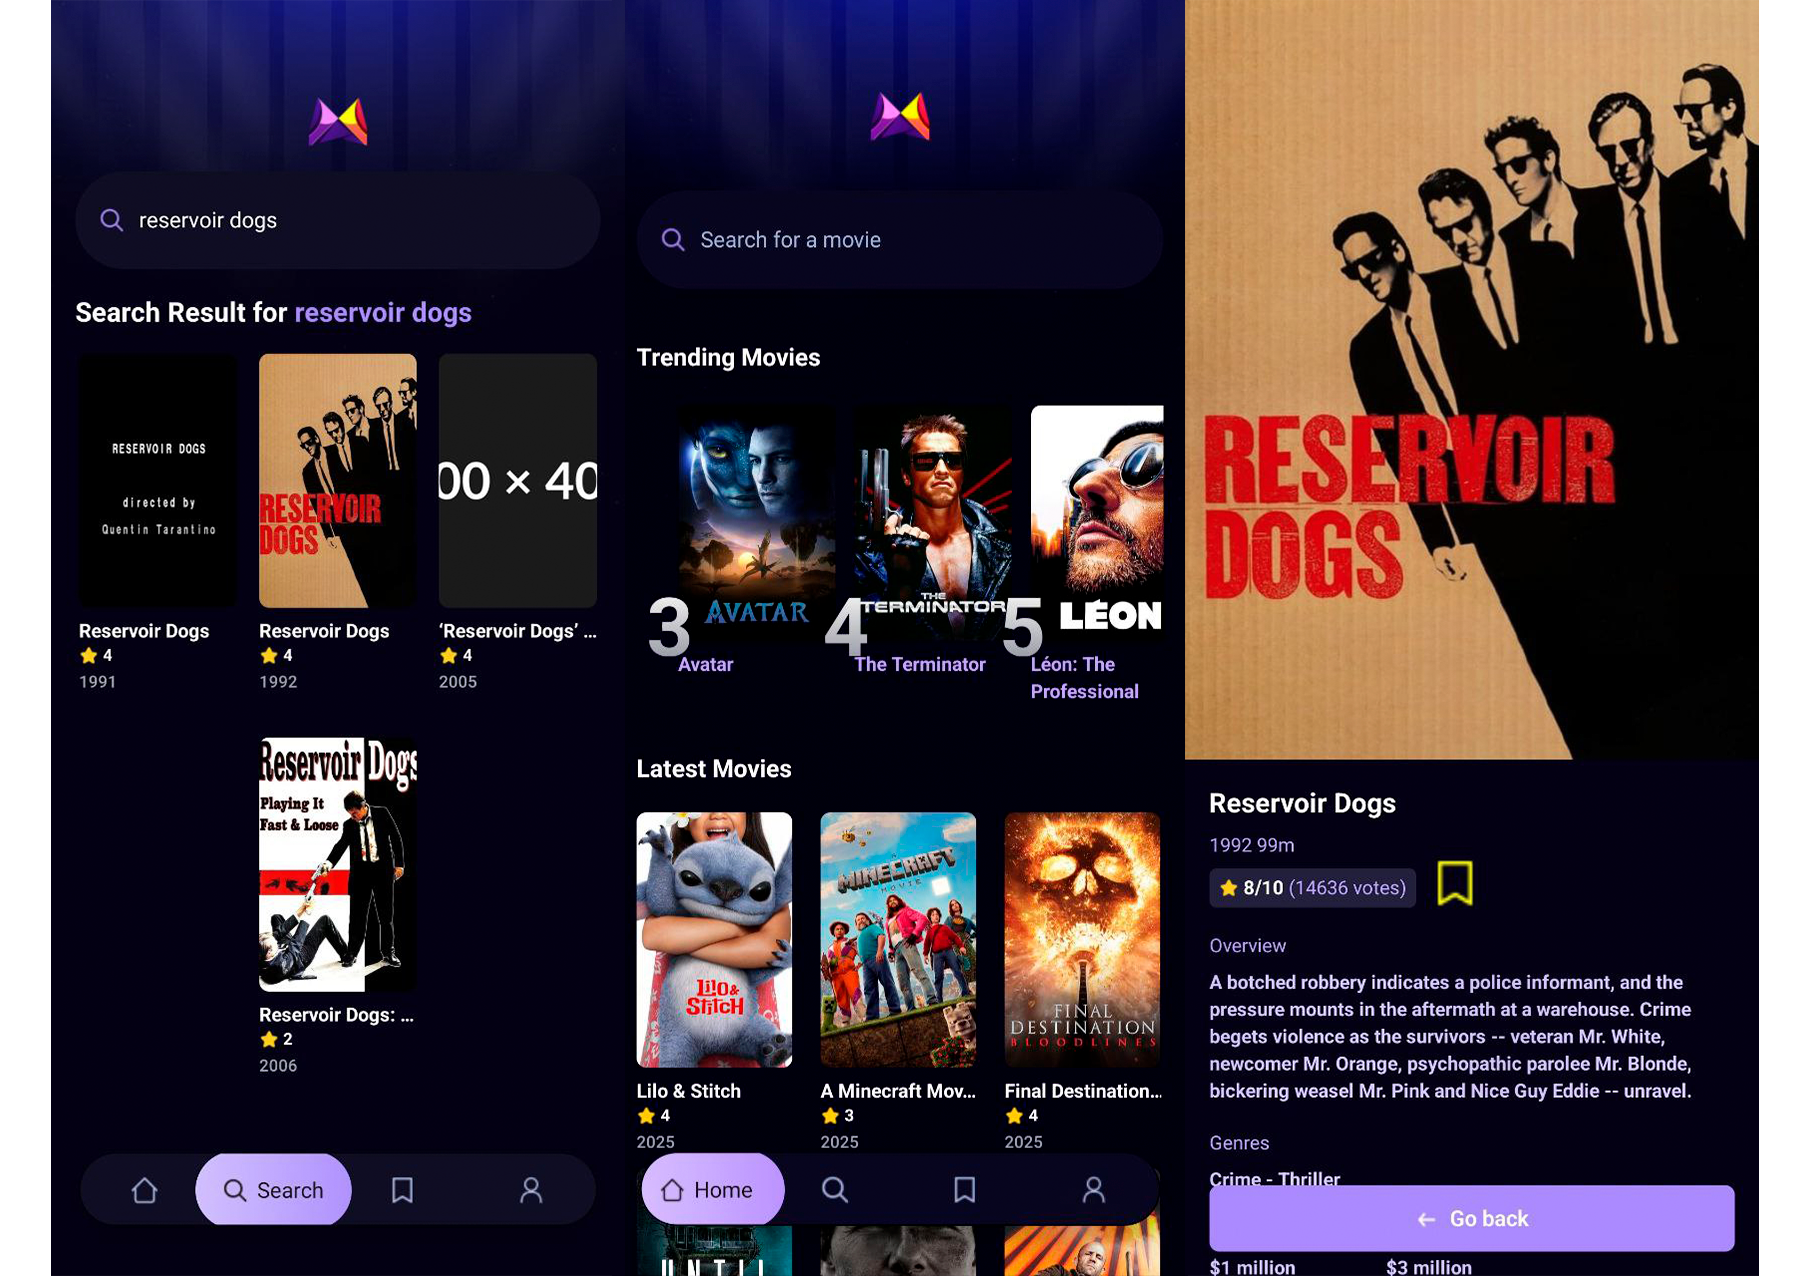 reservoir dogs
Search Result for reservoir dogs
RESERVOIR DOGS
directed by
Quentin Tarantino
RESERVOIR
DOGS
00 × 40
Reservoir Dogs
4
1991
Reservoir Dogs
4
1992
‘Reservoir Dogs’ ...
4
2005
Reservoir Dogs
Playing It
Fast & Loose
Reservoir Dogs: ...
2
2006
Search
Search for a movie
Trending Movies
3
AVATAR
Avatar
4
THE
TERMINATOR
The Terminator
5
LÉON
Léon: The
Professional
Latest Movies
Lilo &
Stitch
Lilo & Stitch
4
2025
A
MINECRAFT
MOVIE
A Minecraft Mov...
3
2025
FINAL
DESTINATION
BLOODLINES
Final Destination...
4
2025
Home
UNTIL
RESERVOIR
DOGS
Reservoir Dogs
1992 99m
8/10 (14636 votes)
Overview
A botched robbery indicates a police informant, and the
pressure mounts in the aftermath at a warehouse. Crime
begets violence as the survivors -- veteran Mr. White,
newcomer Mr. Orange, psychopathic parolee Mr. Blonde,
bickering weasel Mr. Pink and Nice Guy Eddie -- unravel.
Genres
Crime - Thriller
Go back
$1 million $3 million